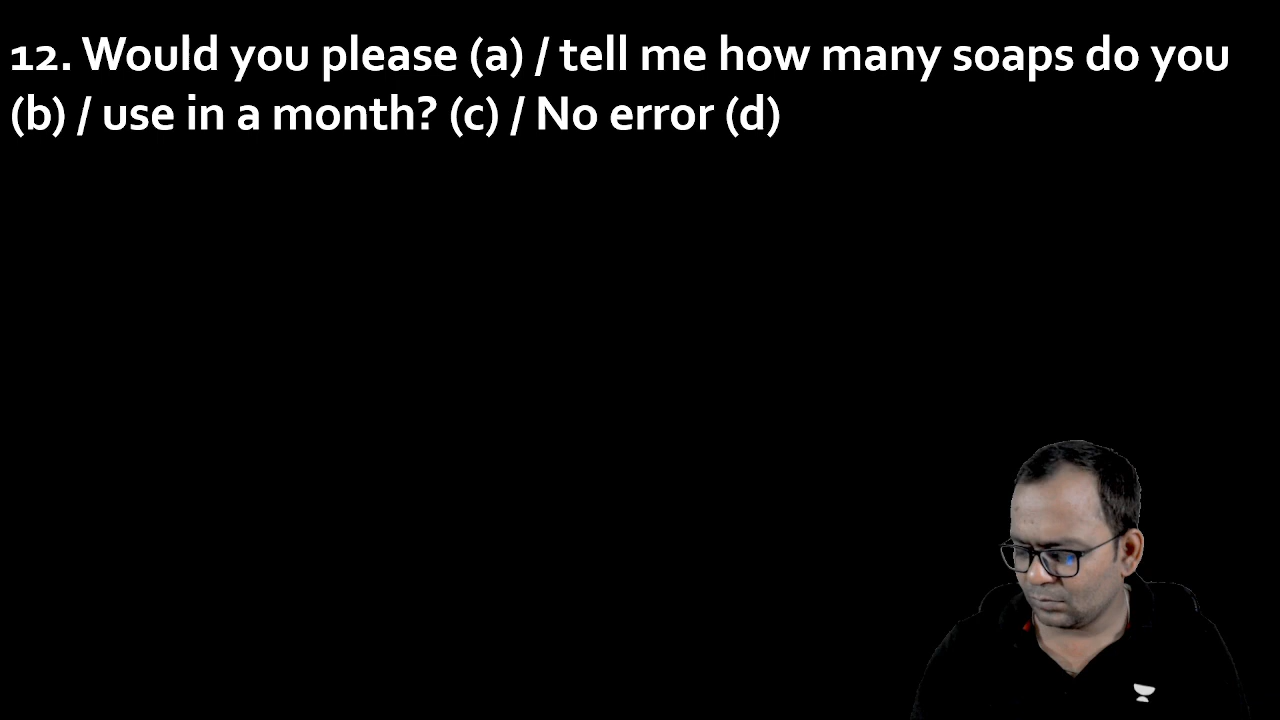 12. Would you please (a) / tell me how many soaps do you
(b) / use in a month? (c) / No error (d)